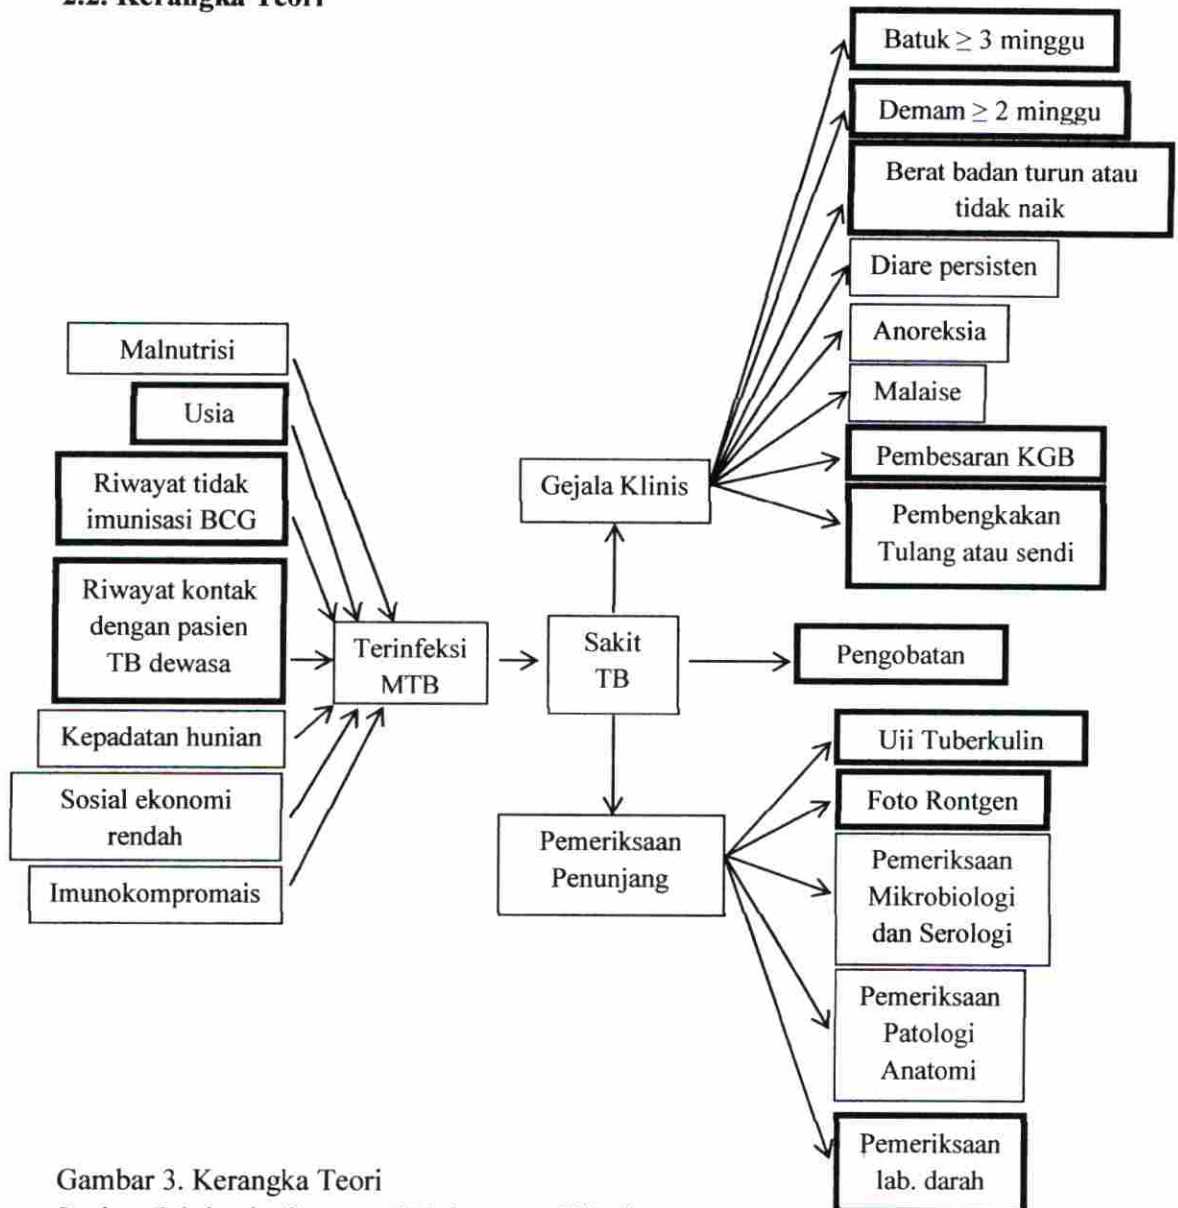 2.2. Kerangka Teori
Batuk ≥ 3 minggu
Demam ≥ 2 minggu
Berat badan turun atau
tidak naik
Diare persisten
Anoreksia
Malaise
Pembesaran KGB
Pembengkakan
Tulang atau sendi
Gejala Klinis
Malnutrisi
Usia
Riwayat tidak
imunisasi BCG
Riwayat kontak
dengan pasien
TB dewasa
Kepadatan hunian
Sosial ekonomi
rendah
Imunokompromais
Terinfeksi
MTB
Sakit
TB
Pengobatan
Pemeriksaan
Penunjang
Uji Tuberkulin
Foto Rontgen
Pemeriksaan
Mikrobiologi
dan Serologi
Pemeriksaan
Patologi
Anatomi
Pemeriksaan
lab. darah
Gambar 3. Kerangka Teori